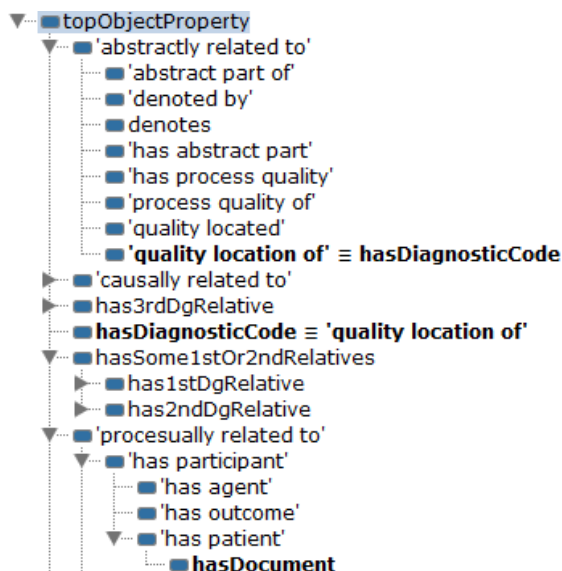 topObjectProperty
'abstractly related to'
'abstract part of'
'denoted by'
denotes
'has abstract part'
'has process quality'
'process quality of'
'quality located'
'quality location of' ≡ hasDiagnosticCode
'causally related to'
has3rdDgRelative
hasDiagnosticCode ≡ 'quality location of'
hasSome1stOr2ndRelatives
has1stDgRelative
has2ndDgRelative
'procesually related to'
'has participant'
'has agent'
'has outcome'
'has patient'
hasDocument